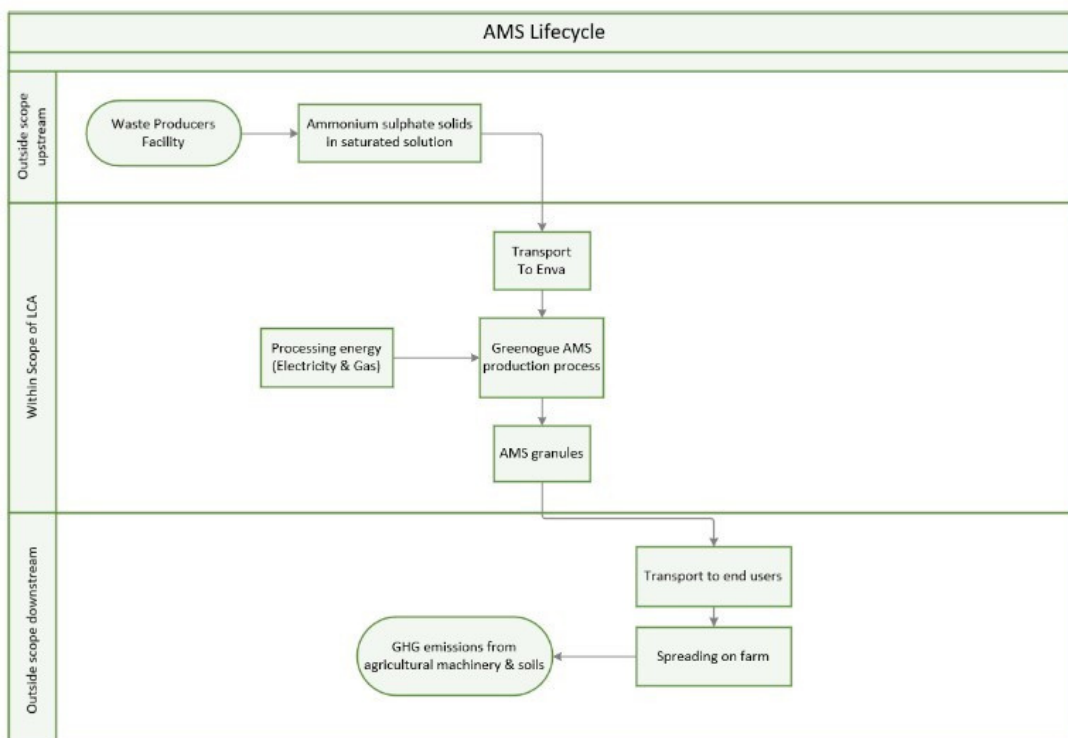 AMS Lifecycle
Outside scope
upstream
Waste Producers
Facility
Ammonium sulphate solids
in saturated solution
Within Scope of LCA
Transport
To Enva
Processing energy
(Electricity & Gas)
Greenogue AMS
production process
AMS granules
Outside scope downstream
Transport to end users
GHG emissions from
agricultural machinery & soils
Spreading on farm